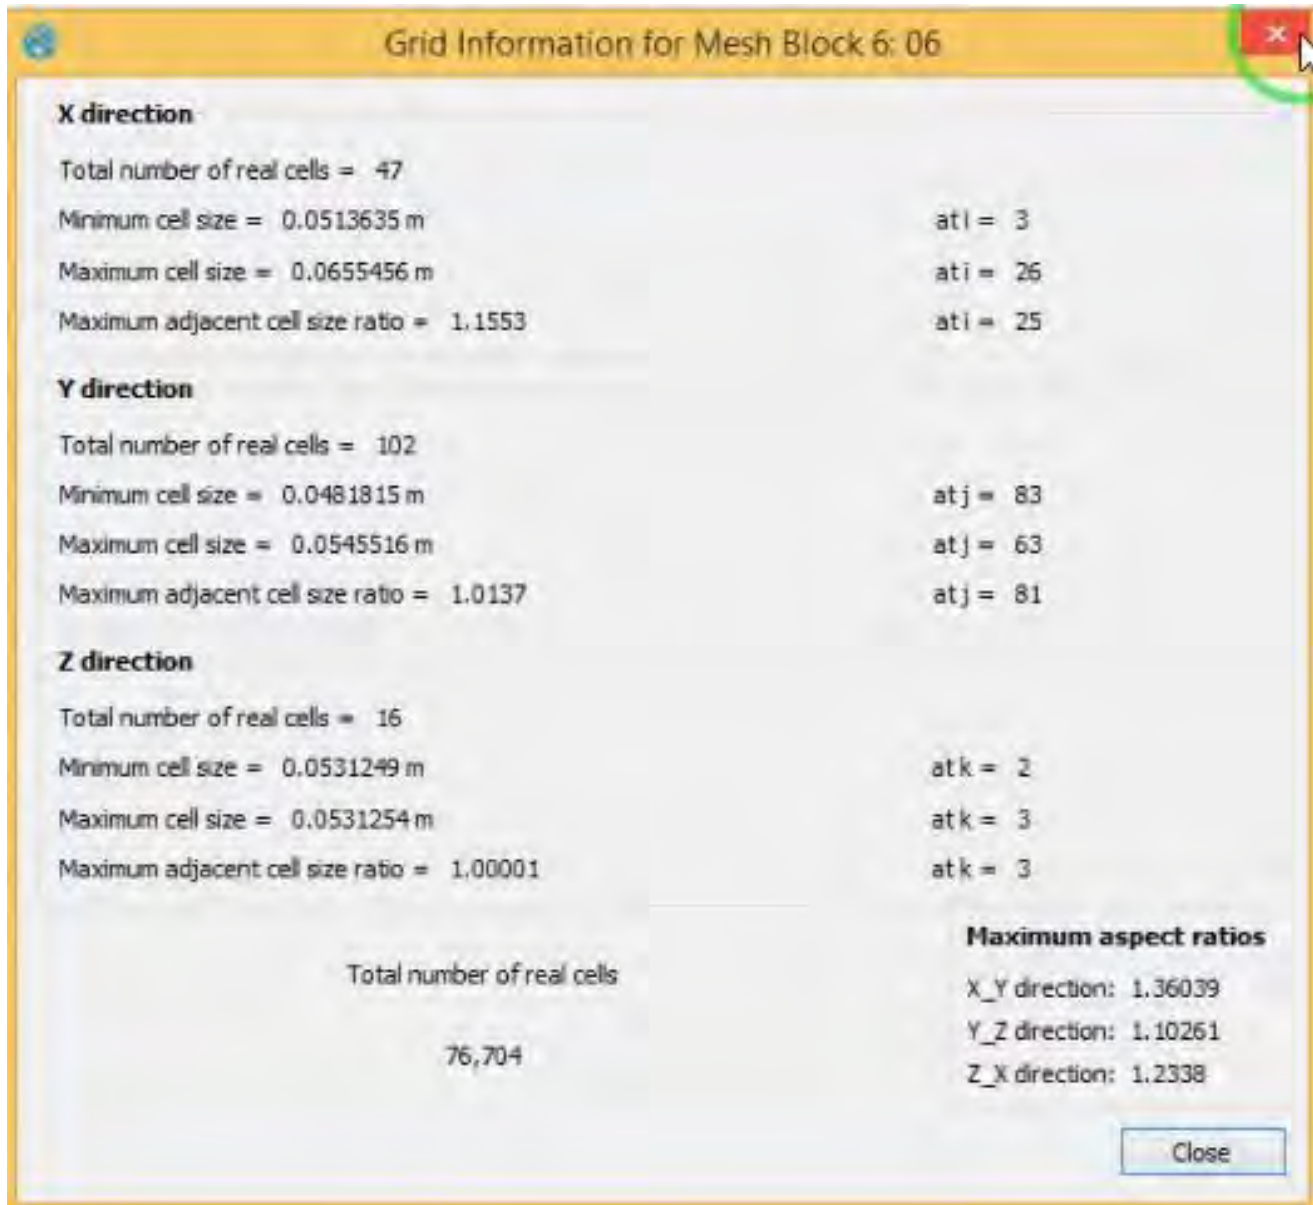 Grid Information for Mesh Block 6: 06
X direction
Total number of real cells = 47
Minimum cell size = 0.0513635 m at i = 3
Maximum cell size = 0.0655456 m at i = 26
Maximum adjacent cell size ratio = 1.1553 at i = 25
Y direction
Total number of real cells = 102
Minimum cell size = 0.0481815 m at j = 83
Maximum cell size = 0.0545516 m at j = 63
Maximum adjacent cell size ratio = 1.0137 at j = 81
Z direction
Total number of real cells = 16
Minimum cell size = 0.0531249 m at k = 2
Maximum cell size = 0.0531254 m at k = 3
Maximum adjacent cell size ratio = 1.00001 at k = 3
Total number of real cells
76,704
Maximum aspect ratios
X_Y direction: 1.36039
Y_Z direction: 1.10261
Z_X direction: 1.2338
Close